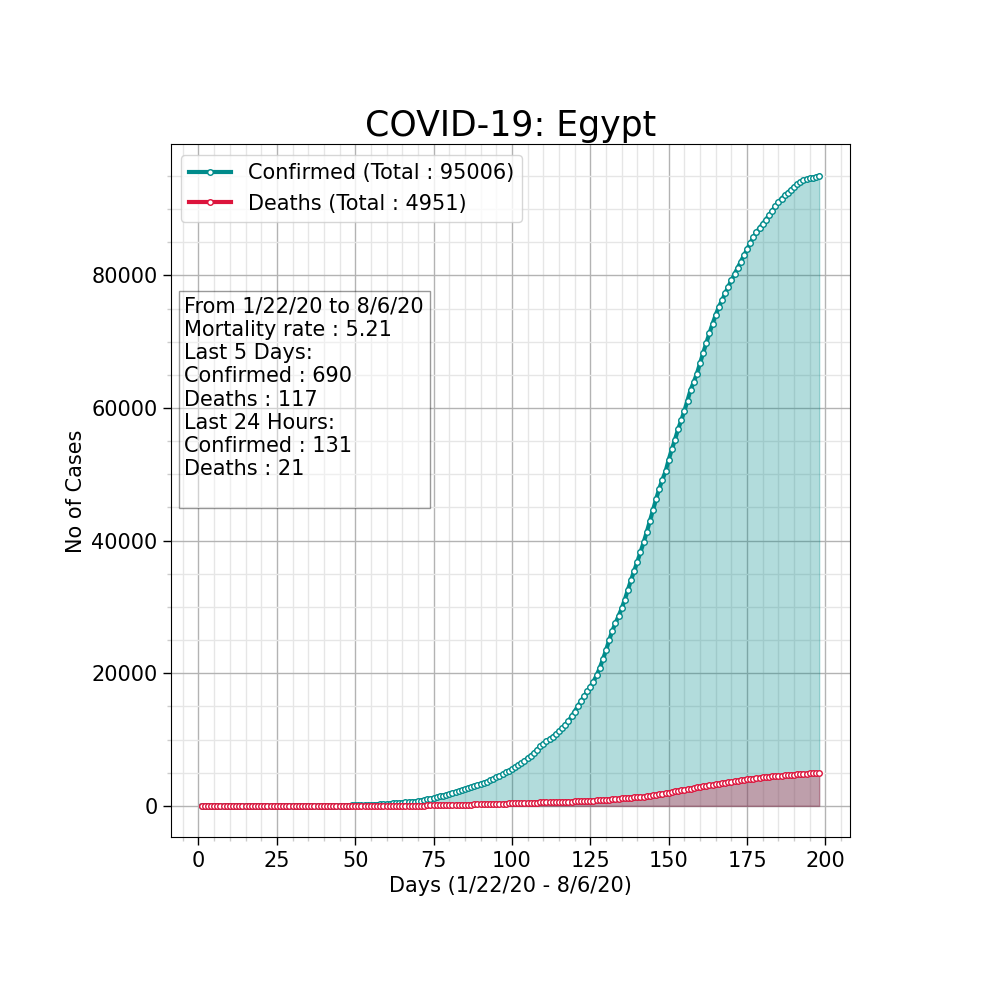 COVID-19: Egypt
Confirmed (Total : 95006)
Deaths (Total : 4951)
From 1/22/20 to 8/6/20
Mortality rate : 5.21
Last 5 Days:
Confirmed : 690
Deaths : 117
Last 24 Hours:
Confirmed : 131
Deaths : 21
No of Cases
80000
60000
40000
20000
0
0 25 50 75 100 125 150 175 200
Days (1/22/20 - 8/6/20)